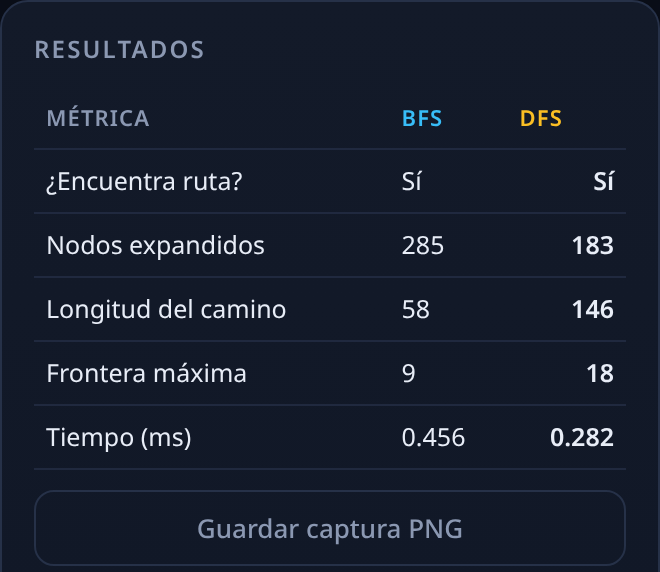 RESULTADOS
MÉTRICA BFS DFS
¿Encuentra ruta? Sí Sí
Nodos expandidos 285 183
Longitud del camino 58 146
Frontera máxima 9 18
Tiempo (ms) 0.456 0.282
Guardar captura PNG